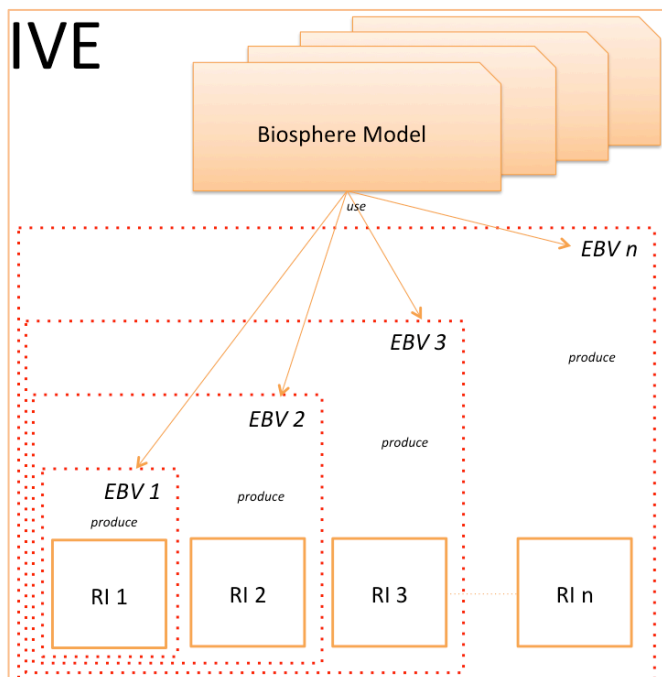 IVE
Biosphere Model
use
EBV n
EBV 3
produce
EBV 2
produce
EBV 1
produce
produce
RI 1
RI 2
RI 3
RI n